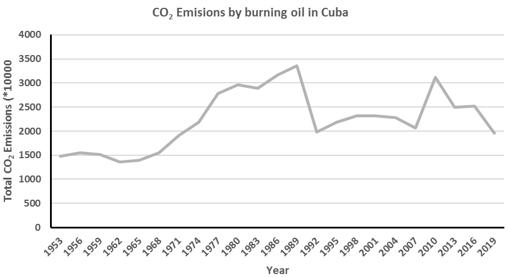 CO₂ Emisions by burning oil in Cuba
Total CO₂ Emissions (*10000
4000
3500
3000
2500
2000
1500
1000
500
0
1953 1956 1959 1962 1965 1968 1971 1974 1977 1980 1983 1986 1989 1992 1995 1998 2001 2004 2007 2010 2013 2016 2019
Year